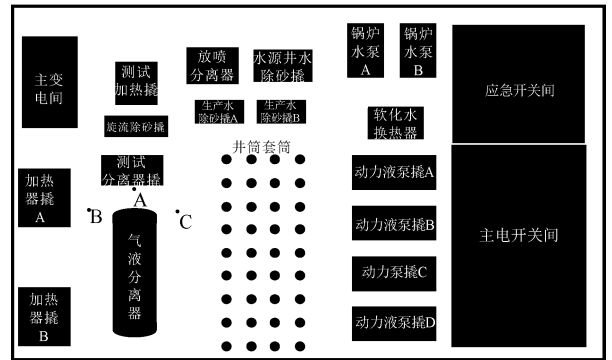 主变
电间
测试
加热撬
旋流除砂撬
测试
分离器撬
放喷
分离器
水源井水
除砂撬
生产水
除砂撬A
生产水
除砂撬B
井筒套筒
锅炉
水泵
A
锅炉
水泵
B
软化水
换热器
应急开关间
加热
器撬
A
加热
器撬
B
A
B
C
气
液
分
离
器
动力液泵撬A
动力液泵撬B
动力泵撬C
动力液泵撬D
主电开关间